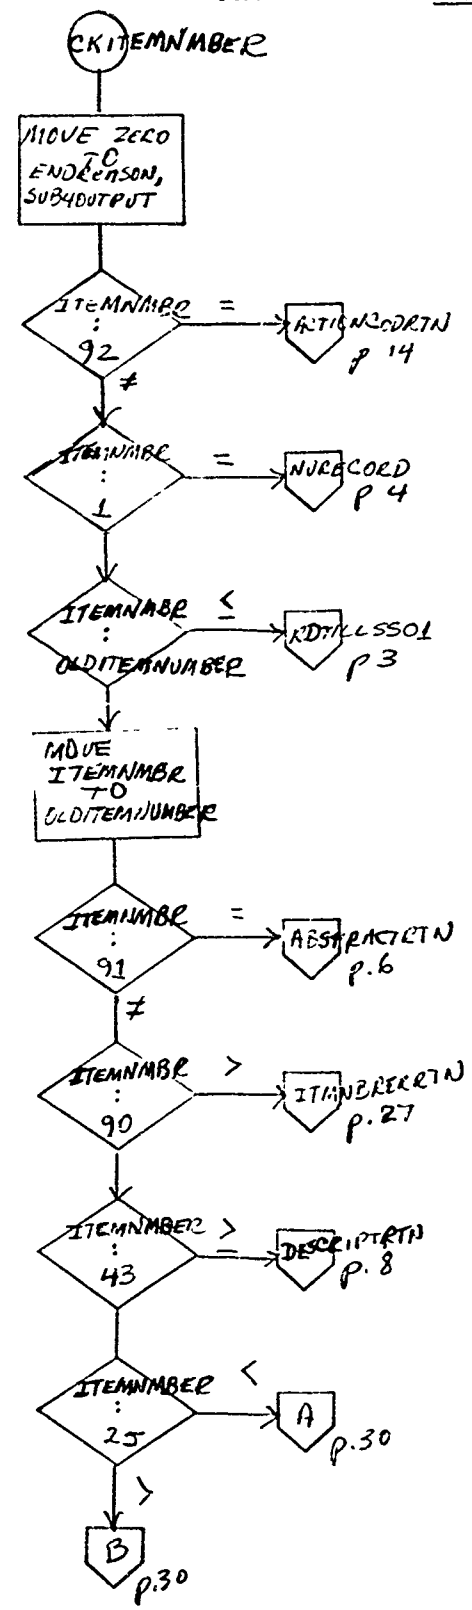 CKITEMNMBER
MOVE ZERO
TO
ENDREASON,
SUB4OUTPUT
ITEMNMBR
:
92
=
ACTIONCODRTN
p 14
≠
ITEMNMBR
:
1
=
NURECORD
p 4
ITEMNMBR
:
OLDITEMNUMBER
≤
RDTILLSS01
p 3
MOVE
ITEMNMBR
TO
OLDITEMNUMBER
ITEMNMBR
:
91
=
ABSTRACTRTN
p.6
≠
ITEMNMBR
:
90
>
ITMNBRERRTN
p.27
ITEMNMBER
:
43
≥
DESCRIPTRTN
p.8
ITEMNMBER
:
25
<
A
p.30
>
B
p.30